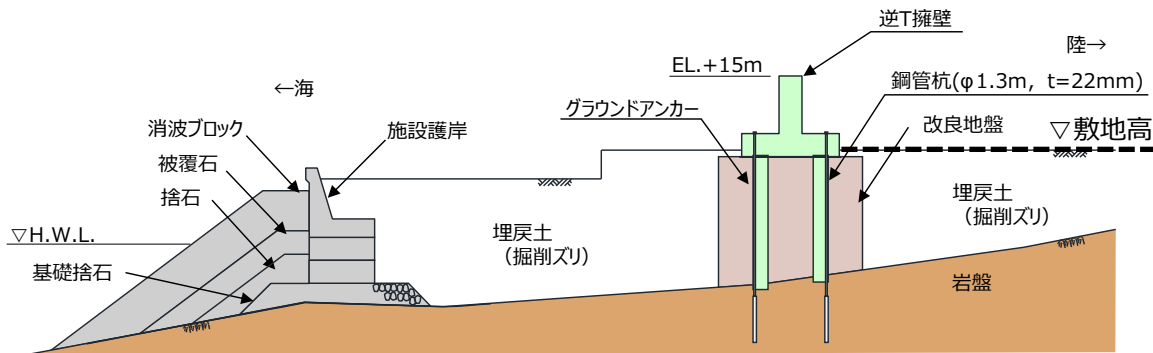 逆T擁壁
陸→
EL.+15m
←海
鋼管杭(φ1.3m, t=22mm)
グラウンドアンカー
消波ブロック
施設護岸
改良地盤
▽敷地高
被覆石
捨石
埋戻土
（掘削ズリ）
埋戻土
（掘削ズリ）
▽H.W.L.
基礎捨石
岩盤